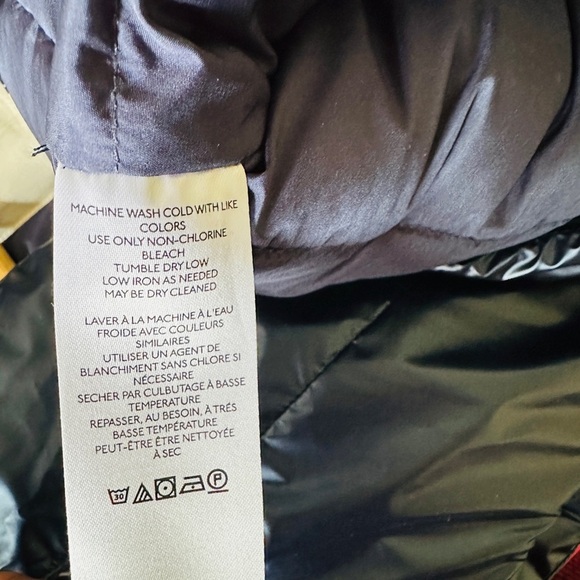 MACHINE WASH COLD WITH LIKE
COLORS
USE ONLY NON-CHLORINE
BLEACH
TUMBLE DRY LOW
LOW IRON AS NEEDED
MAY BE DRY CLEANED
LAVER À LA MACHINE À L'EAU
FROIDE AVEC COULEURS
SIMILAIRES
UTILISER UN AGENT DE
BLANCHIMENT SANS CHLORE SI
NÉCESSAIRE
SECHER PAR CULBUTAGE À BASSE
TEMPERATURE
REPASSER, AU BESOIN, À TRÉS
BASSE TEMPÉRATURE
PEUT-ÊTRE ÊTRE NETTOYÉE
À SEC
30 P